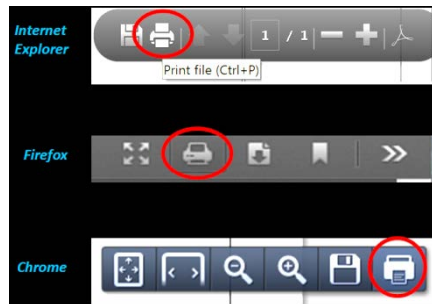 Internet
Explorer
1 / 1
Print file (Ctrl+P)
Firefox
Chrome